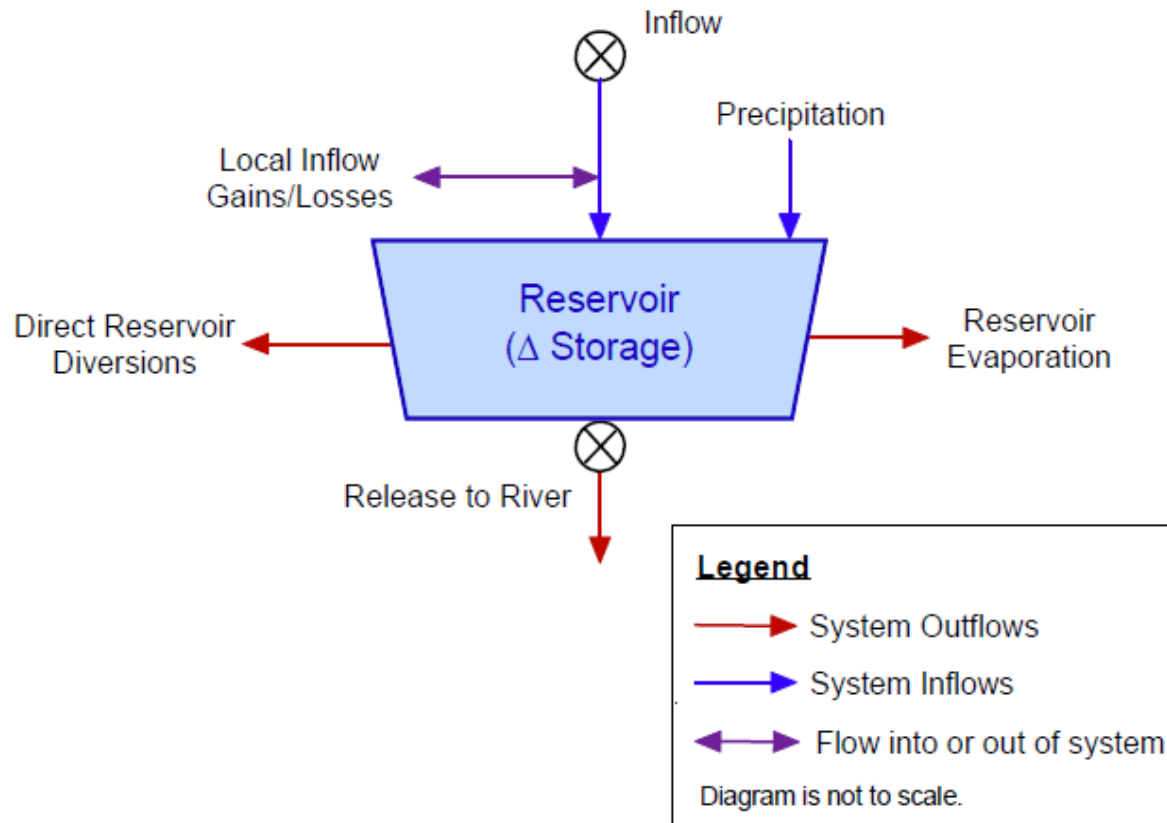 Inflow
Precipitation
Local Inflow
Gains/Losses
Reservoir
(Δ Storage)
Direct Reservoir
Diversions
Reservoir
Evaporation
Release to River
Legend
System Outflows
System Inflows
Flow into or out of system
Diagram is not to scale.